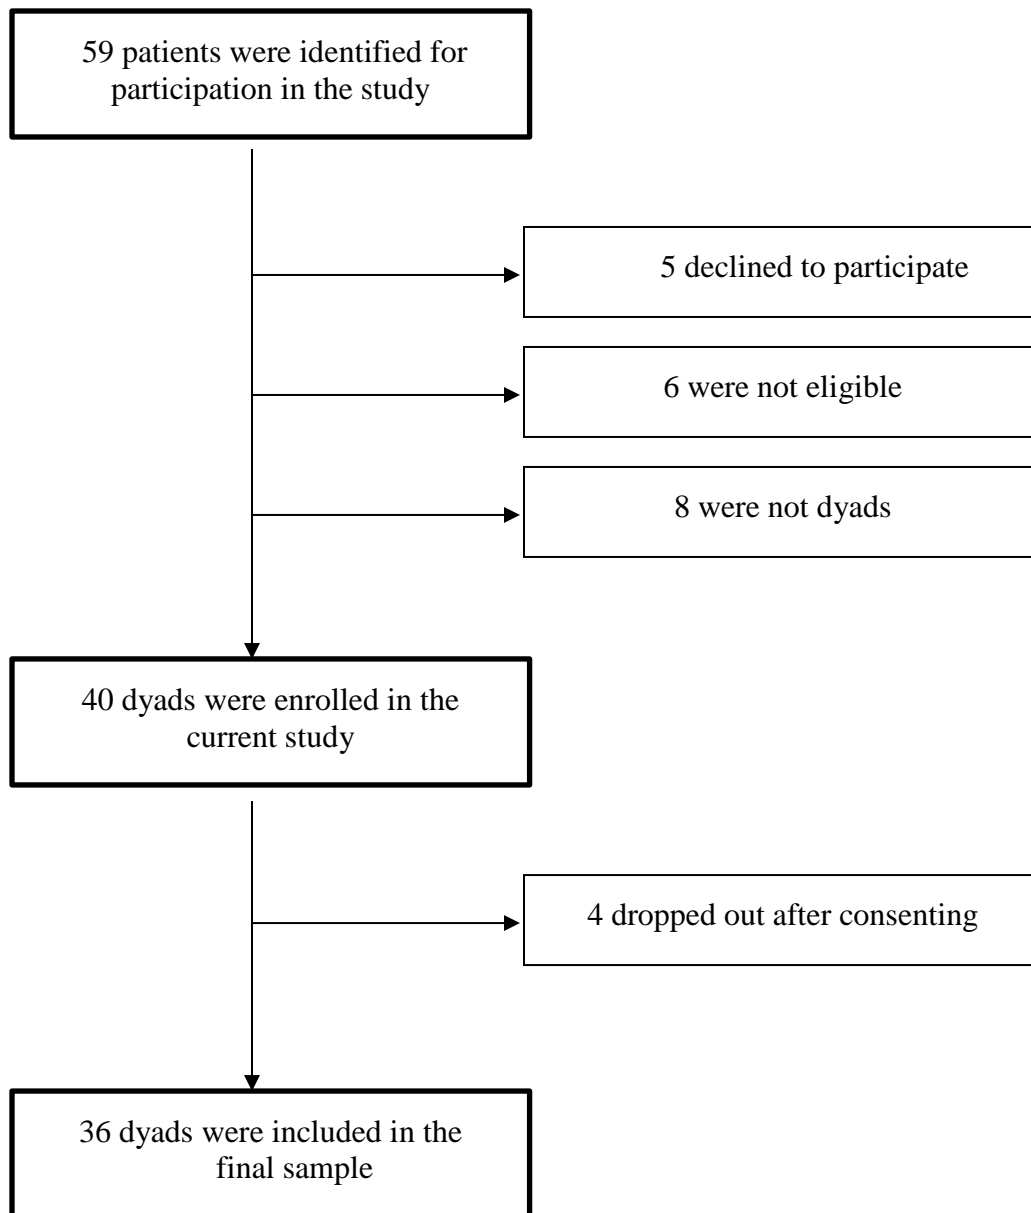 59 patients were identified for
participation in the study
5 declined to participate
6 were not eligible
8 were not dyads
40 dyads were enrolled in the
current study
4 dropped out after consenting
36 dyads were included in the
final sample